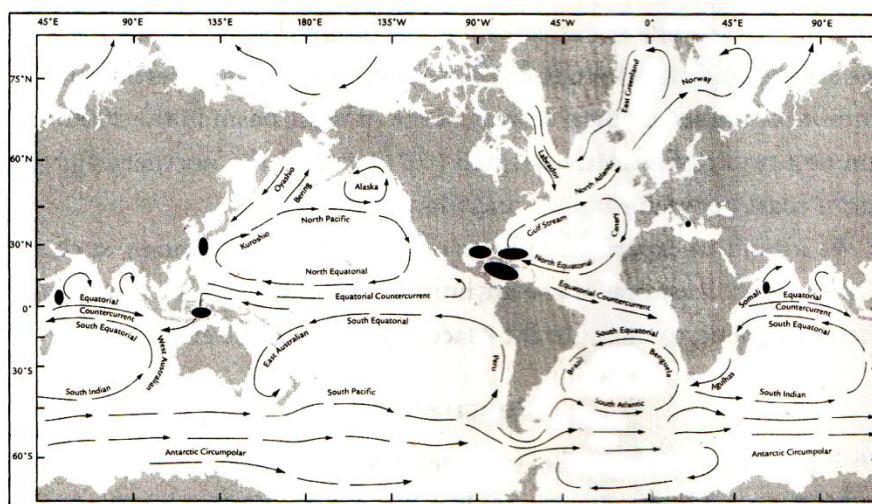 45°E 90°E 135°E 180°E 135°W 90°W 45°W 0° 45°E 90°E
75°N
60°N
30°N
0°
30°S
60°S
East Greenland
Norway
Labrador
North Atlantic
Oyashio
Bering
Alaska
Gulf Stream
Canari
Kuroshio
North Pacific
North Equatorial
North Equatorial
Equatorial Countercurrent
Equatorial Countercurrent
Equatorial
Countercurrent
South Equatorial
West Australian
South Indian
East Australian
South Equatorial
South Pacific
Peru
South Equatorial
Brazil
Benguela
South Atlantic
Somali
Equatorial
Countercurrent
South Equatorial
Agulhas
South Indian
Antarctic Circumpolar
Antarctic Circumpolar